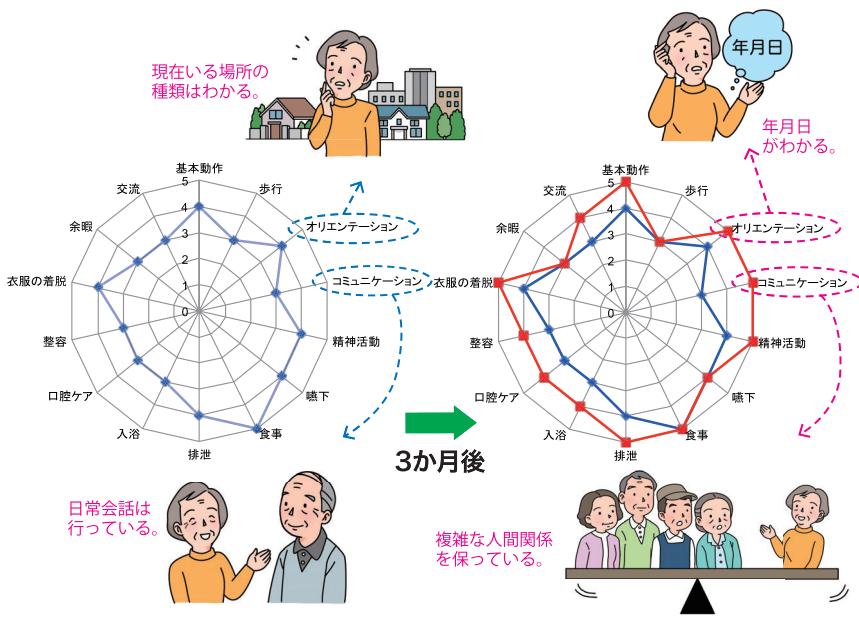 現在いる場所の
種類はわかる。
基本動作
歩行
オリエンテーション
コミュニケーション
精神活動
嚥下
食事
排泄
入浴
口腔ケア
整容
衣服の着脱
余暇
交流
5
4
3
2
1
0
日常会話は
行っている。
3か月後
年月日
年月日
がわかる。
基本動作
歩行
オリエンテーション
コミュニケーション
精神活動
嚥下
食事
排泄
入浴
口腔ケア
整容
衣服の着脱
余暇
交流
5
4
3
2
1
0
複雑な人間関係
を保っている。